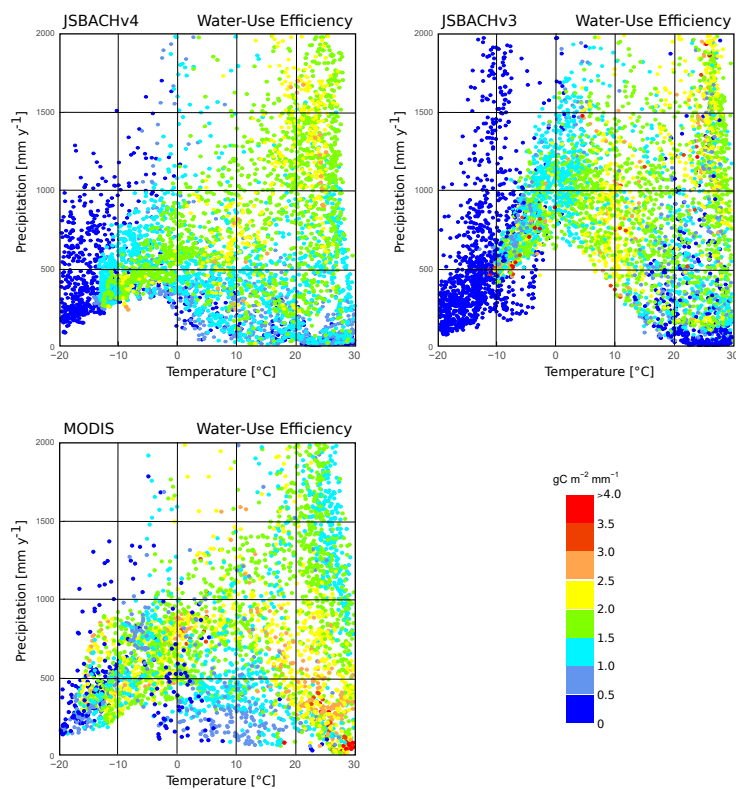 JSBACHv4 Water-Use Efficiency
2000
1500
1000
500
0
Precipitation [mm y-1]
-20 -10 0 10 20 30
Temperature [°C]
JSBACHv3 Water-Use Efficiency
2000
1500
1000
500
0
Precipitation [mm y-1]
-20 -10 0 10 20 30
Temperature [°C]
MODIS Water-Use Efficiency
2000
1500
1000
500
0
Precipitation [mm y-1]
-20 -10 0 10 20 30
Temperature [°C]
gC m-2 mm-1
>4.0
3.5
3.0
2.5
2.0
1.5
1.0
0.5
0